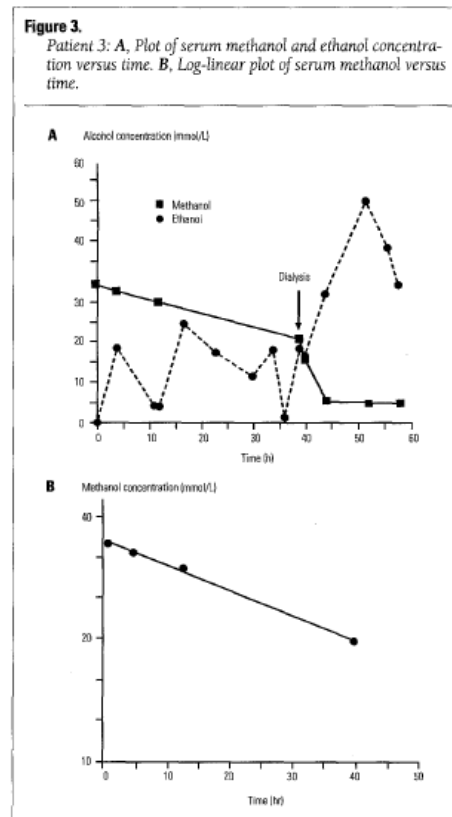 Figure 3.
Patient 3: A, Plot of serum methanol and ethanol concentra-
tion versus time. B, Log-linear plot of serum methanol versus
time.
A Alcohol concentration (mmol/L)
60
50
40
30
20
10
0
Methanol
Ethanol
Dialysis
0 10 20 30 40 50 60
Time (h)
B Methanol concentration (mmol/L)
40
20
10
0 10 20 30 40 50
Time (hr)